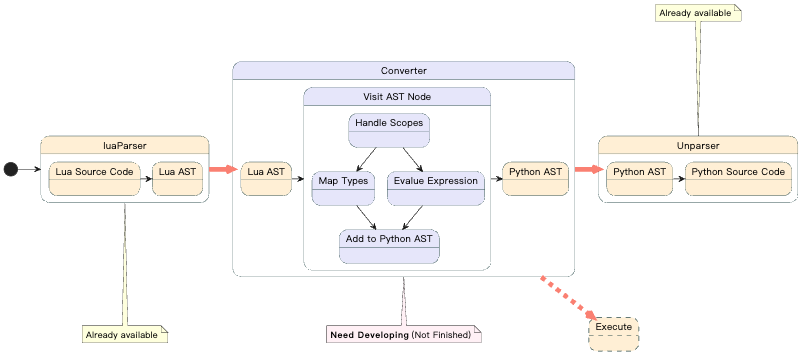 Already available
Converter
Visit AST Node
Handle Scopes
luaParser
Unparser
Lua Source Code
Lua AST
Lua AST
Map Types
Evalue Expression
Python AST
Python AST
Python Source Code
Add to Python AST
Already available
Need Developing (Not Finished)
Execute